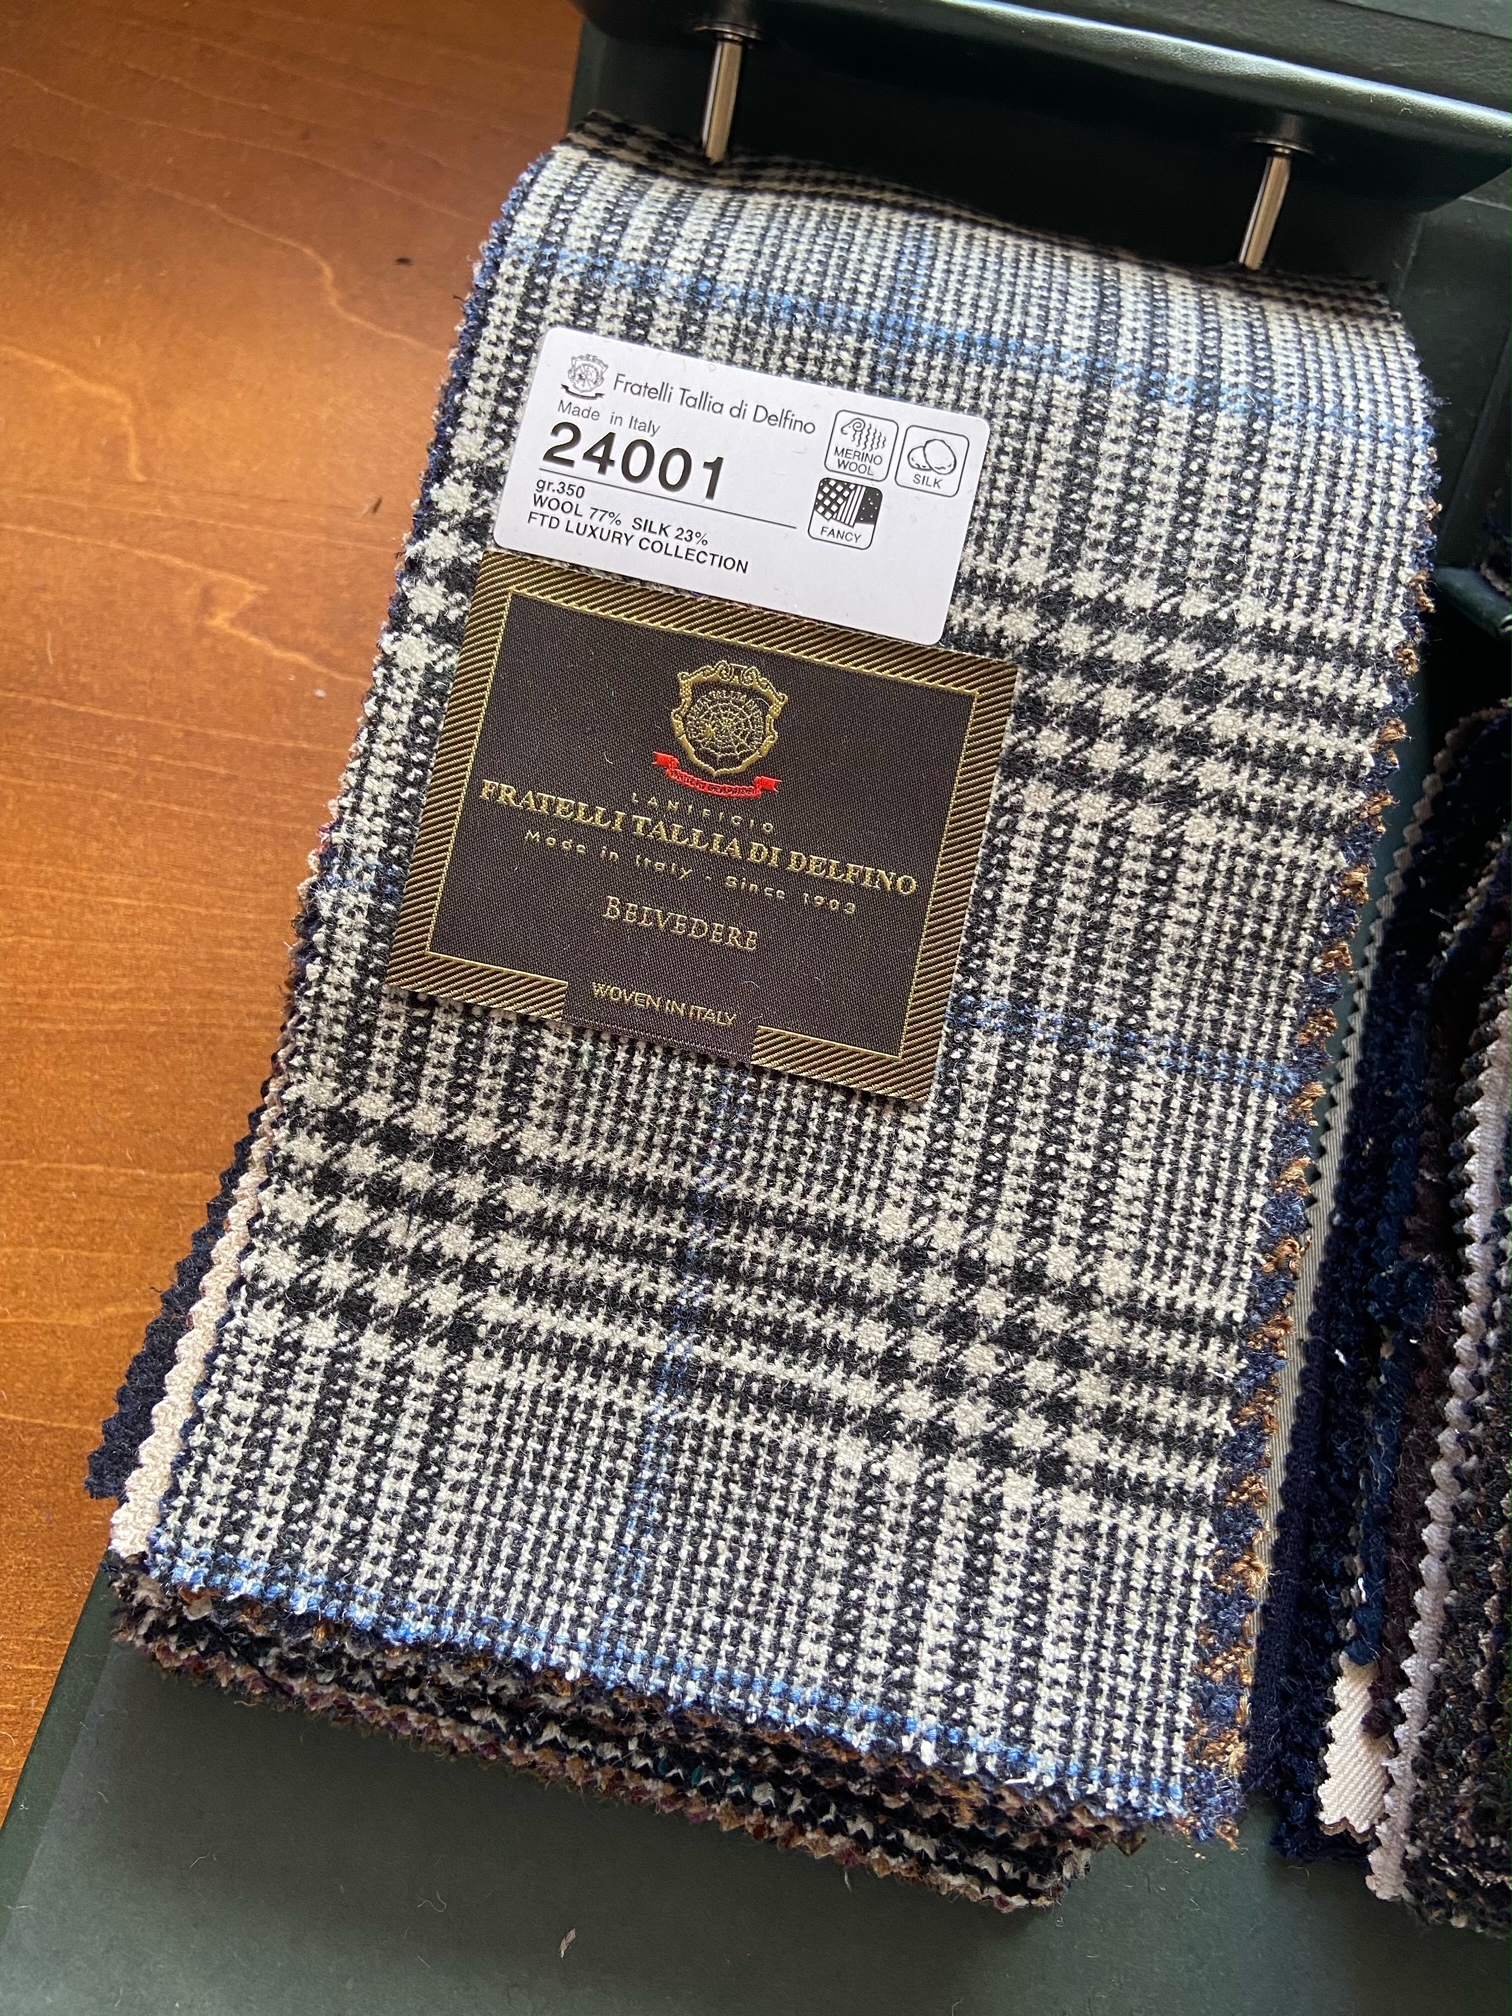 Fratelli Tallia di Delfino
Made in Italy
24001
gr.350
WOOL 77% SILK 23%
FTD LUXURY COLLECTION
MERINO
WOOL
SILK
FANCY
LANIFICIO
FRATELLI TALLIA DI DELFINO
Made in Italy - Since 1903
BELVEDERE
WOVEN IN ITALY